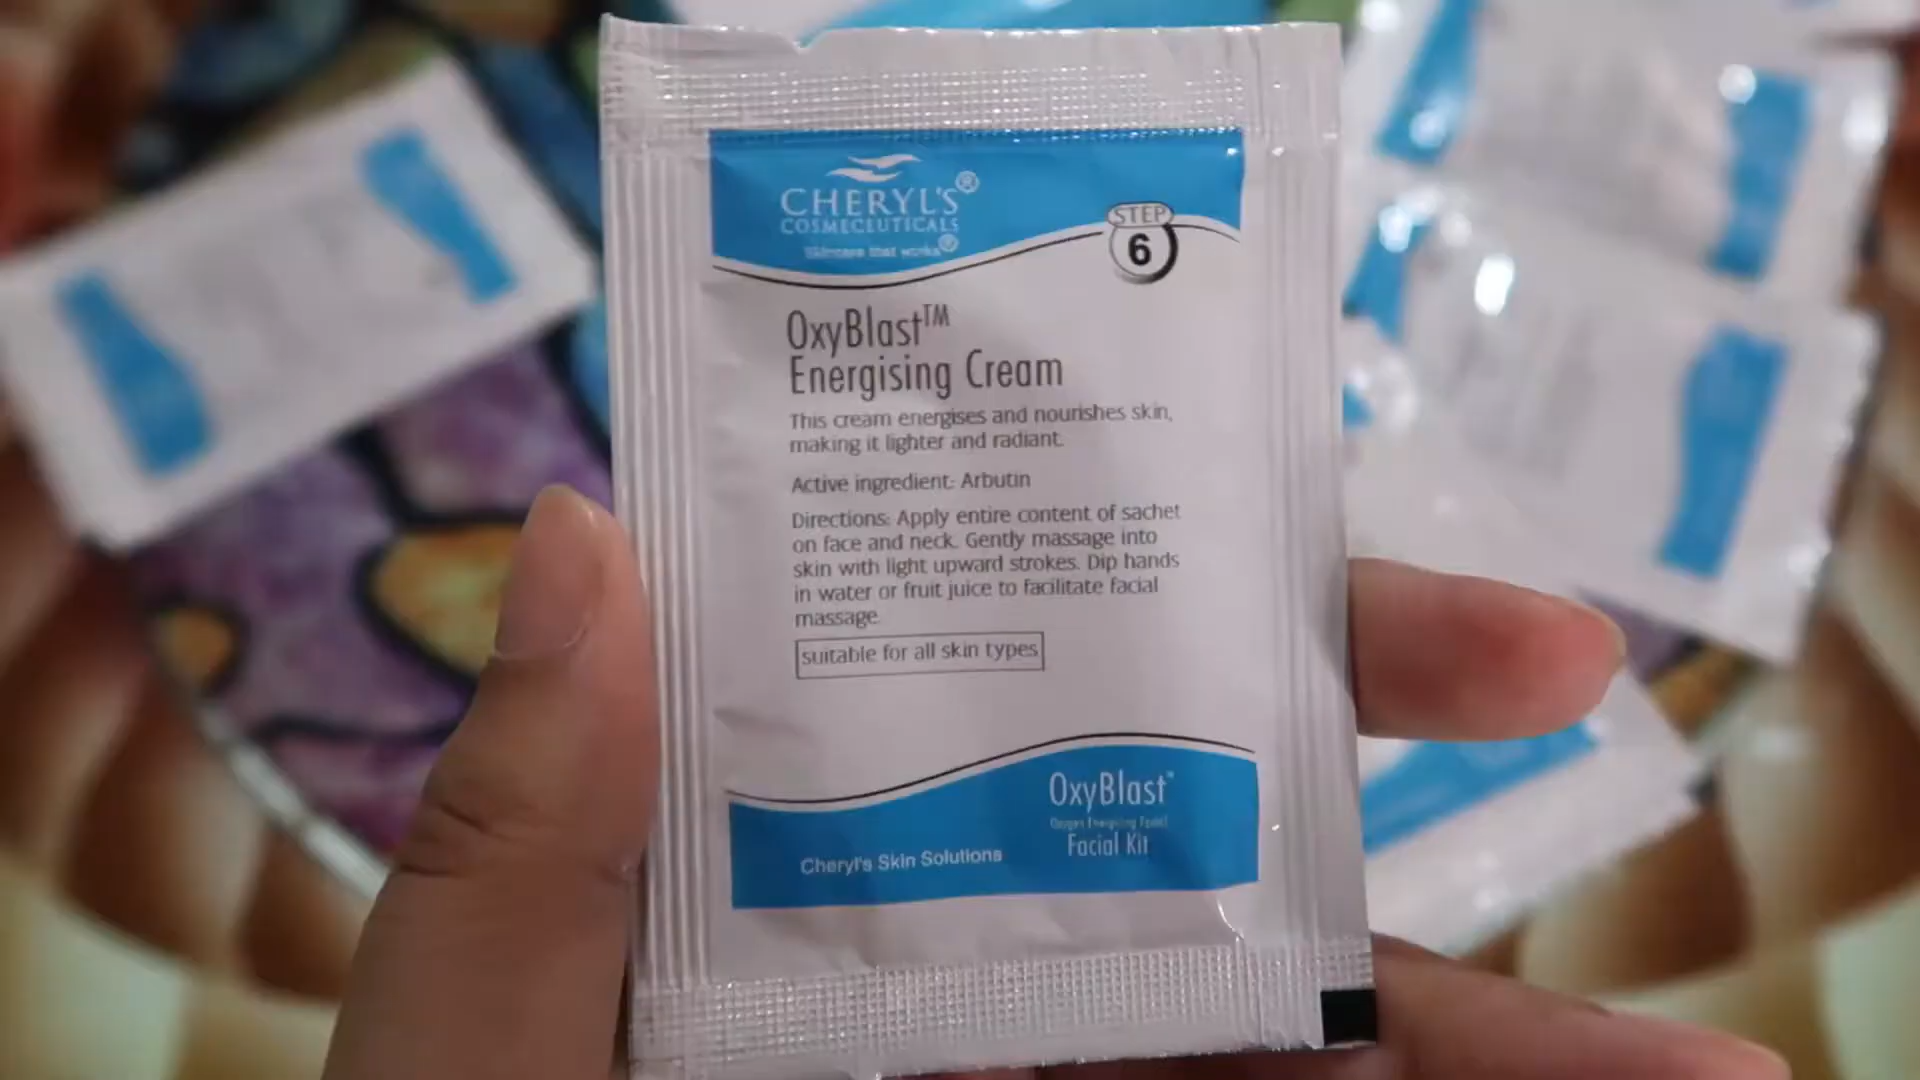 CHERYL'S®
COSMECEUTICALS
Skincare that works®
STEP
6
OxyBlast™
Energising Cream
This cream energises and nourishes skin,
making it lighter and radiant.
Active ingredient: Arbutin
Directions: Apply entire content of sachet
on face and neck. Gently massage into
skin with light upward strokes. Dip hands
in water or fruit juice to facilitate facial
massage.
suitable for all skin types
OxyBlast
Oxygen Energising Facial
Facial Kit
Cheryl's Skin Solutions